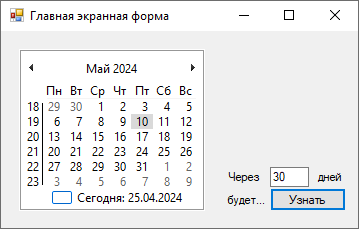 Главная экранная форма
Май 2024
Пн Вт Ср Чт Пт Сб Вс
18 29 30 1 2 3 4 5
19 6 7 8 9 10 11 12
20 13 14 15 16 17 18 19
21 20 21 22 23 24 25 26
22 27 28 29 30 31 1 2
23 3 4 5 6 7 8 9
Сегодня: 25.04.2024
Через 30 дней
будет... Узнать